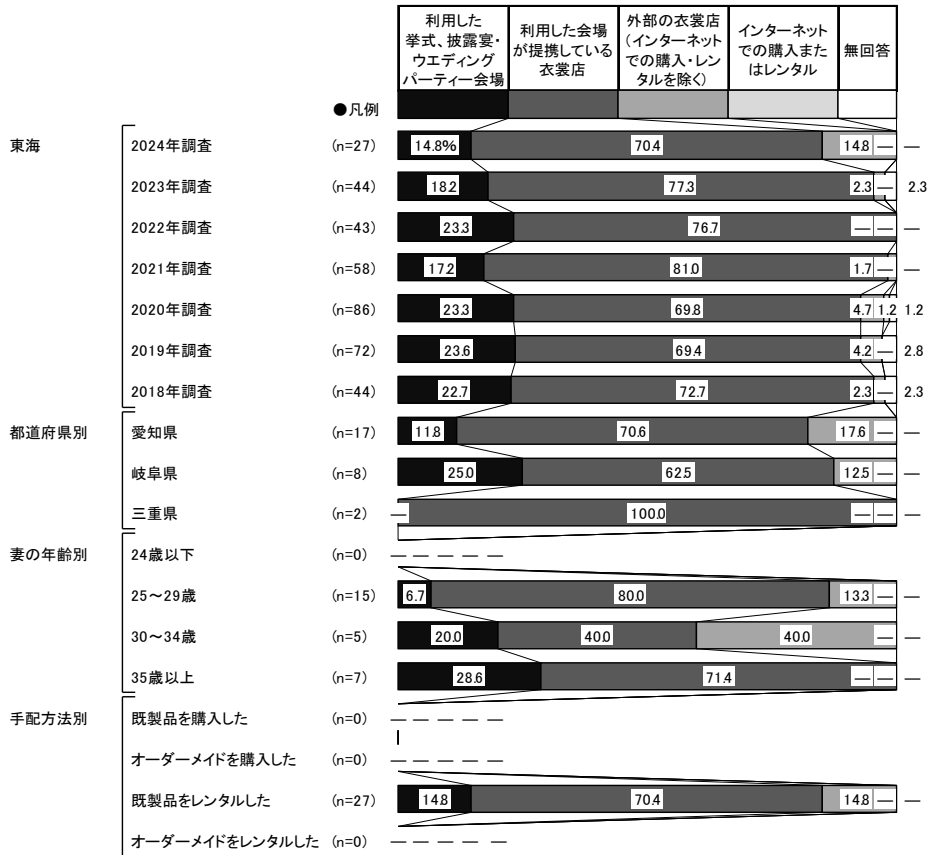 利用した
挙式、披露宴・
ウエディング
パーティー会場
利用した会場
が提携している
衣裳店
外部の衣裳店
(インターネット
での購入・レン
タルを除く)
インターネット
での購入また
はレンタル
無回答
●凡例
東海 2024年調査 (n=27) 14.8% 70.4 14.8 — —
2023年調査 (n=44) 18.2 77.3 2.3 — 2.3
2022年調査 (n=43) 23.3 76.7 — — —
2021年調査 (n=58) 17.2 81.0 1.7 — —
2020年調査 (n=86) 23.3 69.8 4.7 1.2 1.2
2019年調査 (n=72) 23.6 69.4 4.2 — 2.8
2018年調査 (n=44) 22.7 72.7 2.3 — 2.3
都道府県別 愛知県 (n=17) 11.8 70.6 17.6 — —
岐阜県 (n=8) 25.0 62.5 12.5 — —
三重県 (n=2) — 100.0 — — —
妻の年齢別 24歳以下 (n=0) — — — — —
25~29歳 (n=15) 6.7 80.0 13.3 — —
30~34歳 (n=5) 20.0 40.0 40.0 — —
35歳以上 (n=7) 28.6 71.4 — — —
手配方法別 既製品を購入した (n=0) — — — — —
オーダーメイドを購入した (n=0) — — — — —
既製品をレンタルした (n=27) 14.8 70.4 14.8 — —
オーダーメイドをレンタルした (n=0) — — — — —